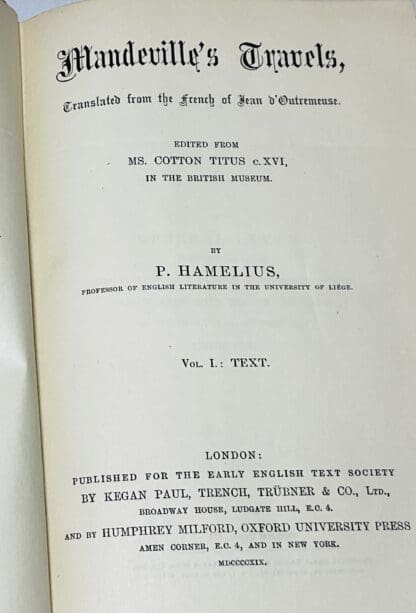 Mandeville's Travels,
Translated from the French of Jean d'Outremeuse.
EDITED FROM
MS. COTTON TITUS c.XVI,
IN THE BRITISH MUSEUM.
BY
P. HAMELIUS,
PROFESSOR OF ENGLISH LITERATURE IN THE UNIVERSITY OF LIÉGE.
VOL. I.: TEXT.
LONDON:
PUBLISHED FOR THE EARLY ENGLISH TEXT SOCIETY
BY KEGAN PAUL, TRENCH, TRÜBNER & CO., LTD.,
BROADWAY HOUSE, LUDGATE HILL, E.C. 4.
AND BY HUMPHREY MILFORD, OXFORD UNIVERSITY PRESS
AMEN CORNER, E.C. 4, AND IN NEW YORK.
MDCCCCXIX.